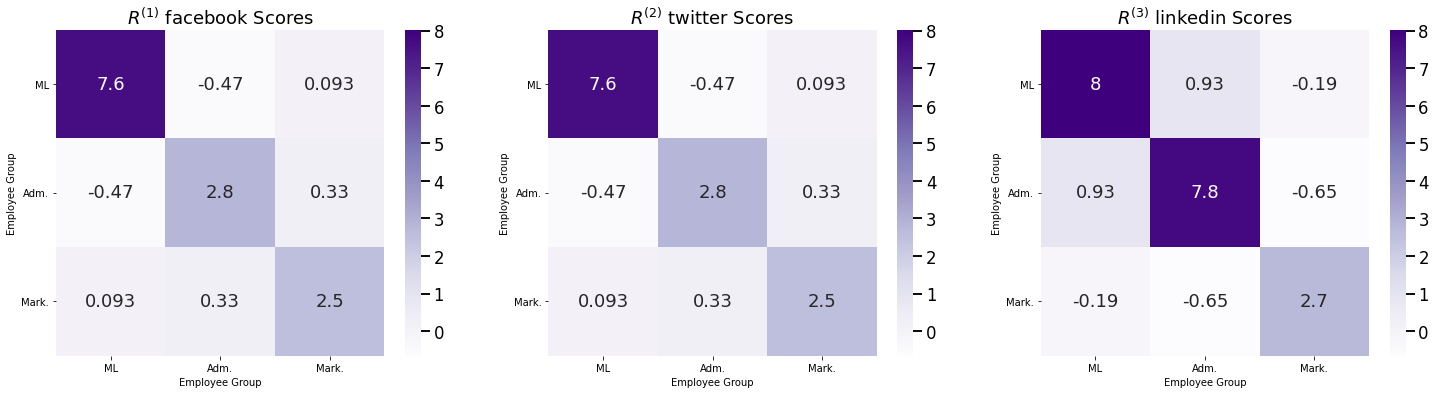 R^(1) facebook Scores
ML 7.6 -0.47 0.093
Adm. -0.47 2.8 0.33
Mark. 0.093 0.33 2.5
ML Adm. Mark.
Employee Group
Employee Group
8
7
6
5
4
3
2
1
0
R^(2) twitter Scores
ML 7.6 -0.47 0.093
Adm. -0.47 2.8 0.33
Mark. 0.093 0.33 2.5
ML Adm. Mark.
Employee Group
Employee Group
8
7
6
5
4
3
2
1
0
R^(3) linkedin Scores
ML 8 0.93 -0.19
Adm. 0.93 7.8 -0.65
Mark. -0.19 -0.65 2.7
ML Adm. Mark.
Employee Group
Employee Group
8
7
6
5
4
3
2
1
0